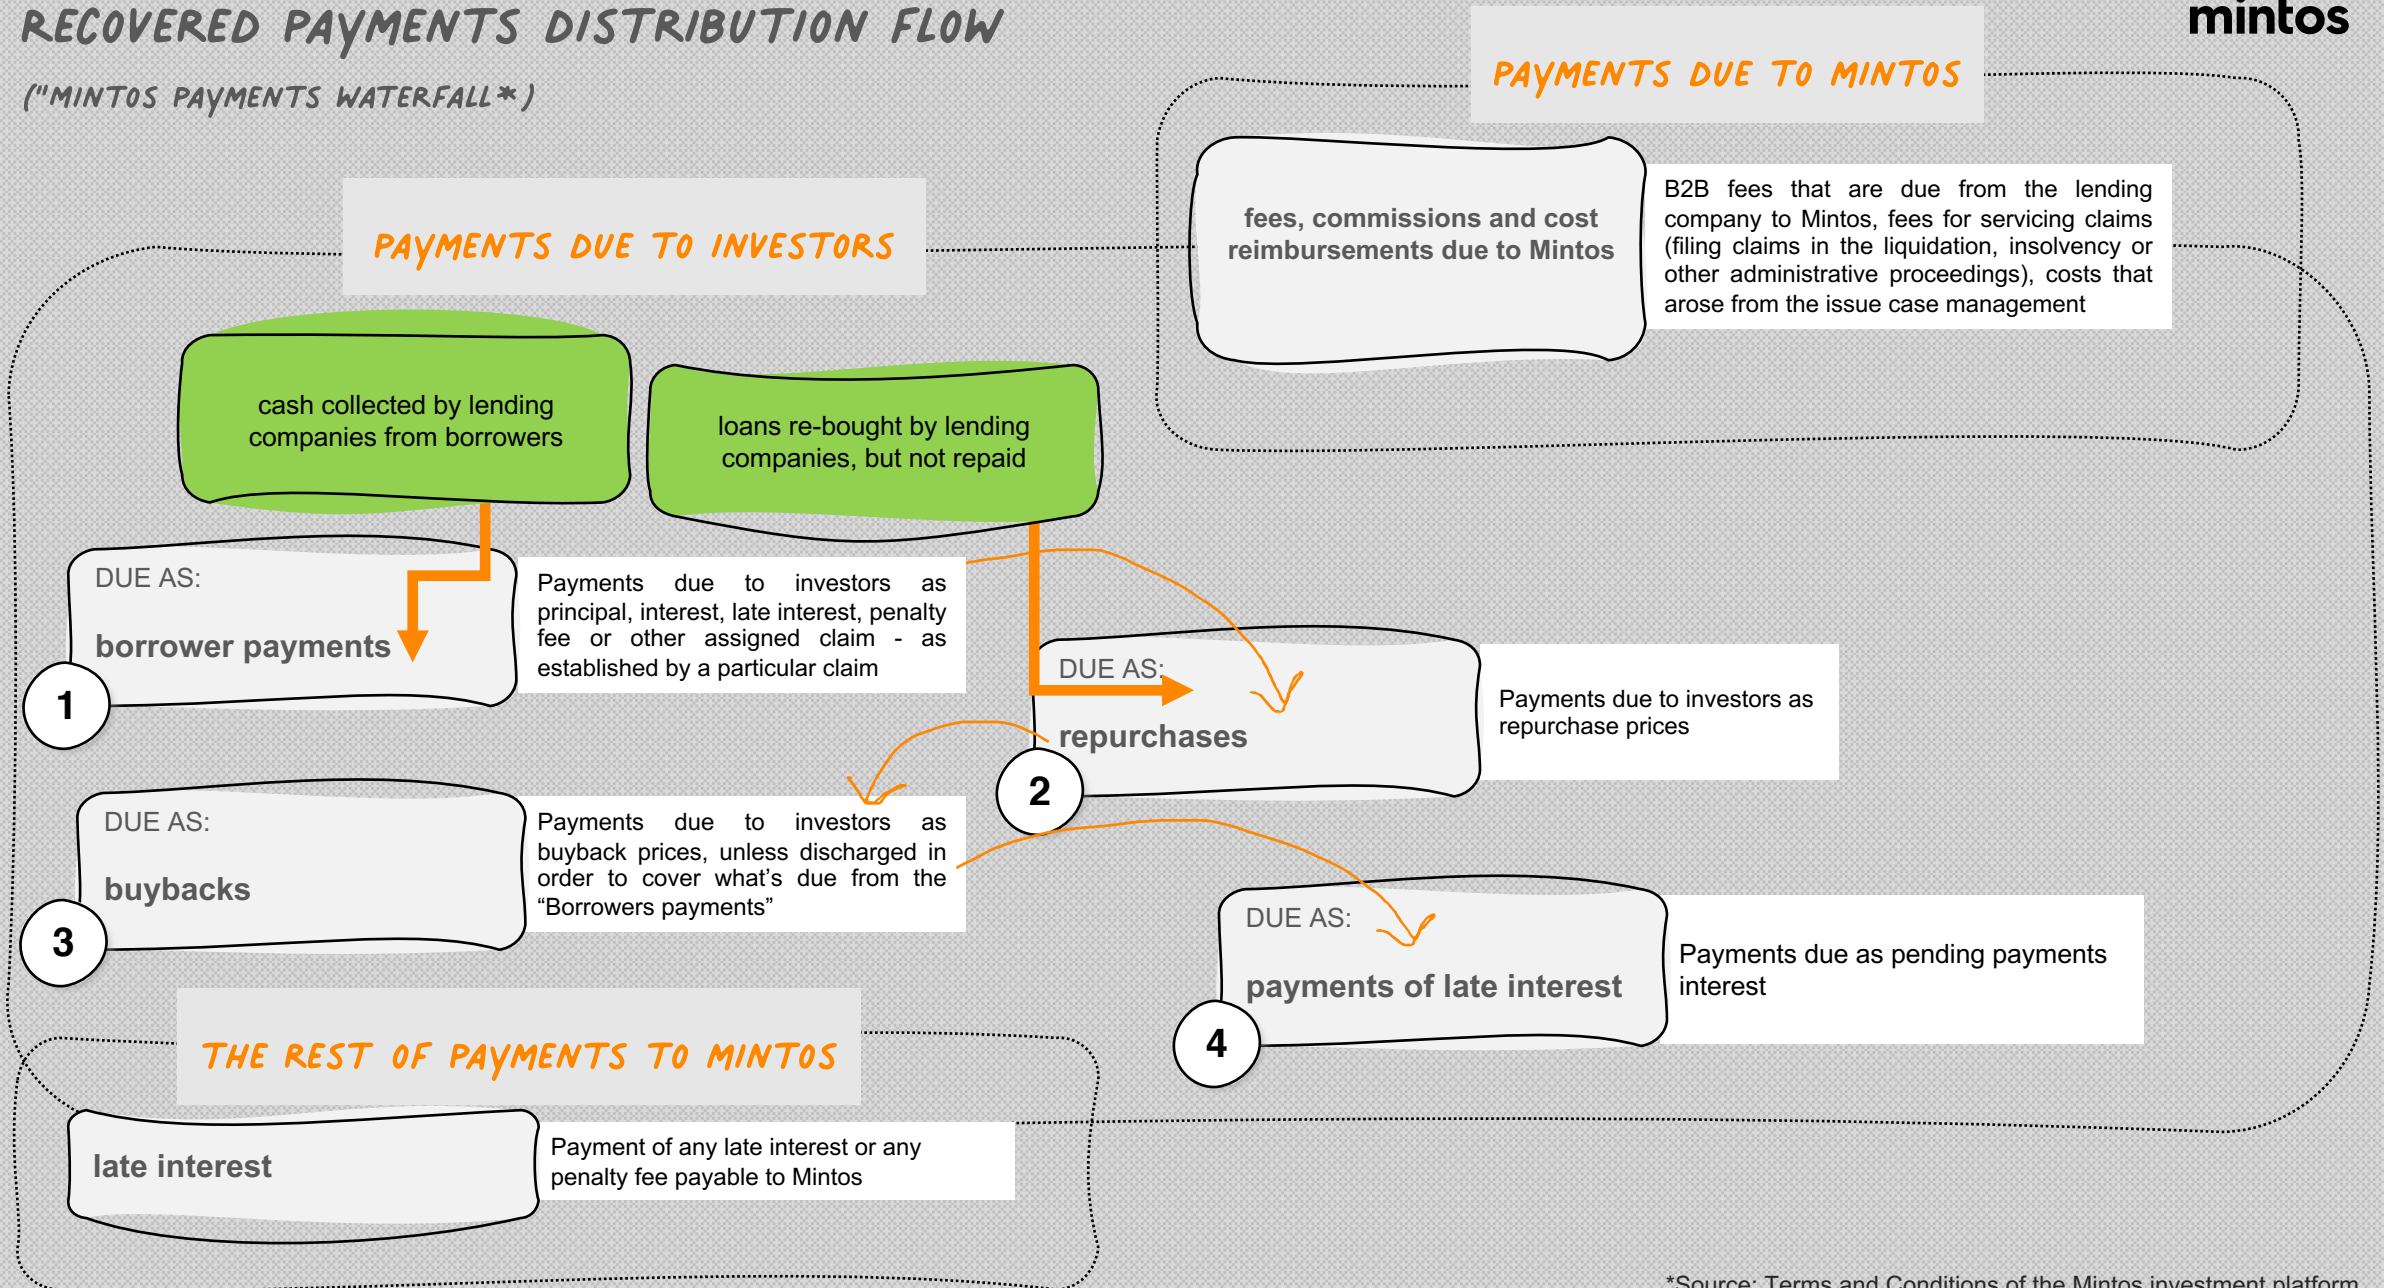 RECOVERED PAYMENTS DISTRIBUTION FLOW
("MINTOS PAYMENTS WATERFALL*)
mintos
PAYMENTS DUE TO MINTOS
fees, commissions and cost
reimbursements due to Mintos
B2B fees that are due from the lending
company to Mintos, fees for servicing claims
(filing claims in the liquidation, insolvency or
other administrative proceedings), costs that
arose from the issue case management
PAYMENTS DUE TO INVESTORS
cash collected by lending
companies from borrowers
loans re-bought by lending
companies, but not repaid
DUE AS:
borrower payments
1
Payments due to investors as
principal, interest, late interest, penalty
fee or other assigned claim - as
established by a particular claim
DUE AS:
repurchases
2
Payments due to investors as
repurchase prices
DUE AS:
buybacks
3
Payments due to investors as
buyback prices, unless discharged in
order to cover what's due from the
“Borrowers payments”
DUE AS:
payments of late interest
4
Payments due as pending payments
interest
THE REST OF PAYMENTS TO MINTOS
late interest
Payment of any late interest or any
penalty fee payable to Mintos
*Source: Terms and Conditions of the Mintos investment platform